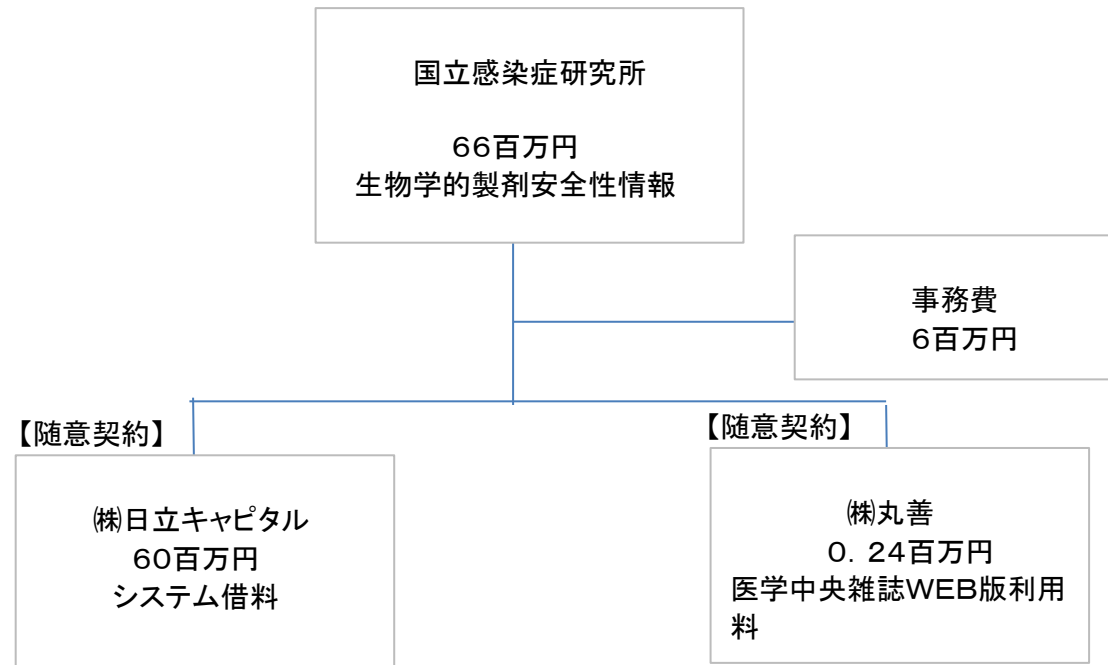 国立感染症研究所
66百万円
生物学的製剤安全性情報
事務費
6百万円
【随意契約】
㈱日立キャピタル
60百万円
システム借料
【随意契約】
㈱丸善
0．24百万円
医学中央雑誌WEB版利用
料